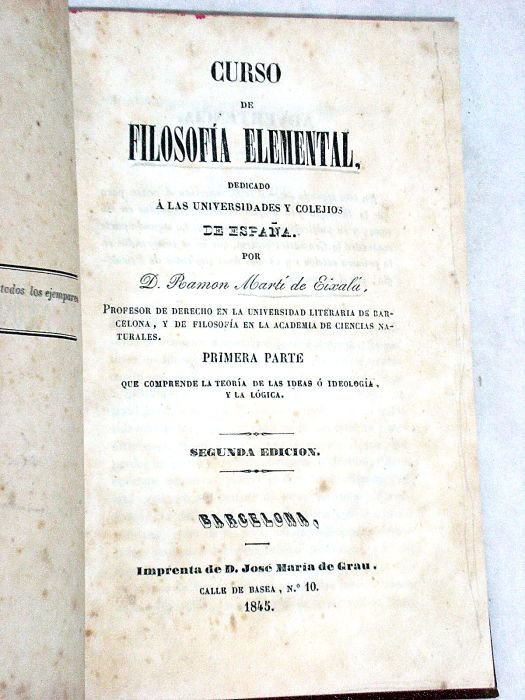 CURSO
DE
FILOSOFÍA ELEMENTAL,
DEDICADO
Á LAS UNIVERSIDADES Y COLEJIOS
DE ESPAÑA.
POR
D. Ramon Martí de Eixalá,
PROFESOR DE DERECHO EN LA UNIVERSIDAD LITERARIA DE BAR-
CELONA, Y DE FILOSOFÍA EN LA ACADEMIA DE CIENCIAS NA-
TURALES.
PRIMERA PARTE
QUE COMPRENDE LA TEORÍA DE LAS IDEAS Ó IDEOLOGÍA,
Y LA LÓGICA.
SEGUNDA EDICION.
BARCELONA,
Imprenta de D. José María de Grau.
CALLE DE BASEA, N.º 10.
1845.
todos los ejempare